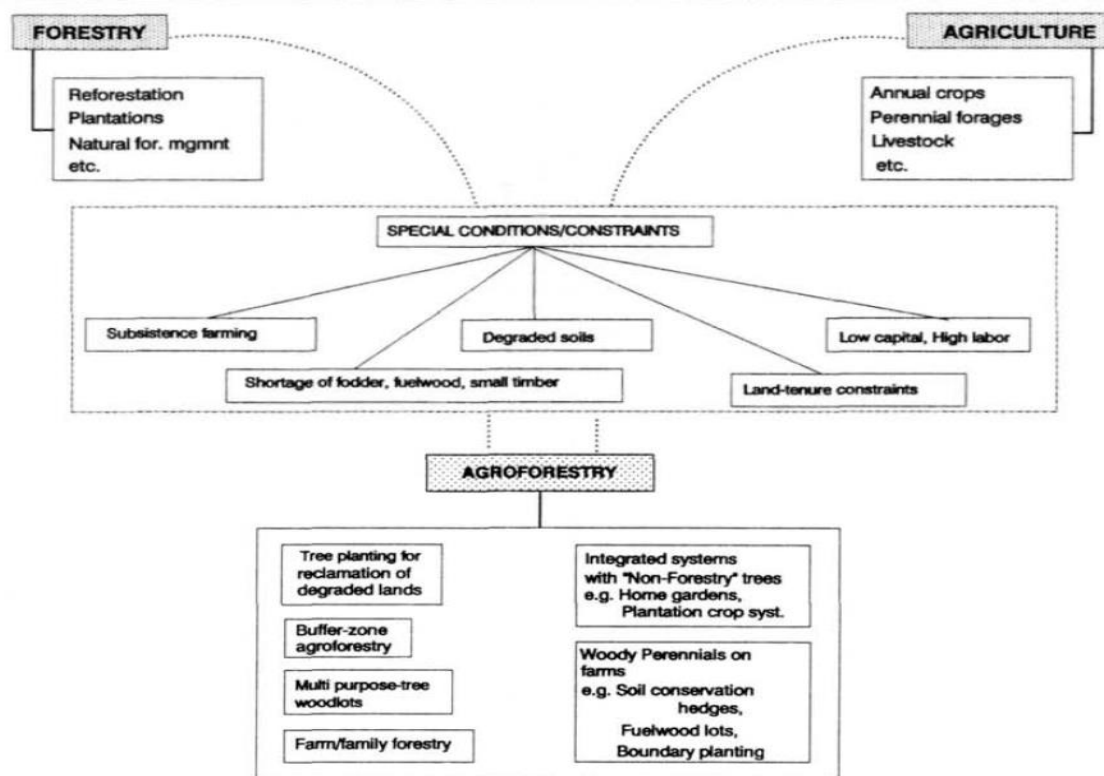 FORESTRY
Reforestation
Plantations
Natural for. mgmnt
etc.
AGRICULTURE
Annual crops
Perennial forages
Livestock
etc.
SPECIAL CONDITIONS/CONSTRAINTS
Subsistence farming
Degraded soils
Low capital, High labor
Shortage of fodder, fuelwood, small timber
Land-tenure constraints
AGROFORESTRY
Tree planting for
reclamation of
degraded lands
Buffer-zone
agroforestry
Multi purpose-tree
woodlots
Farm/family forestry
Integrated systems
with "Non-Forestry" trees
e.g. Home gardens,
Plantation crop syst.
Woody Perennials on
farms
e.g. Soil conservation
hedges,
Fuelwood lots,
Boundary planting